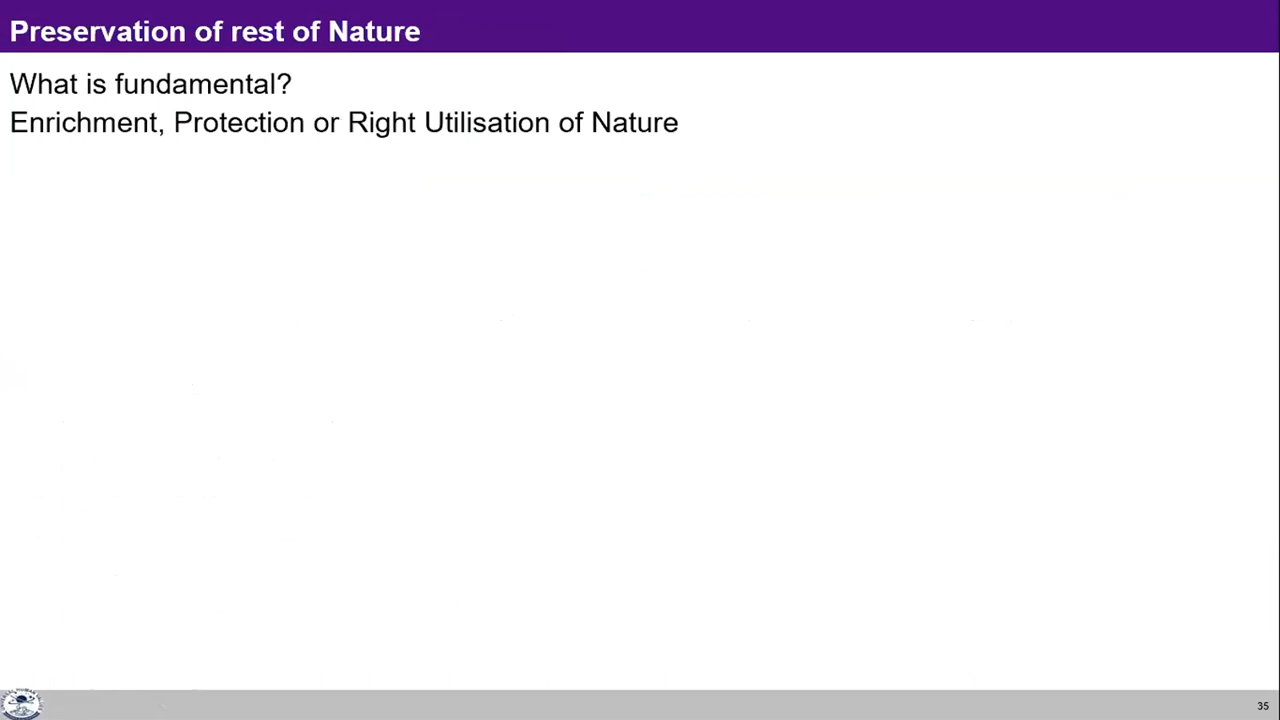 Preservation of rest of Nature
What is fundamental?
Enrichment, Protection or Right Utilisation of Nature
35